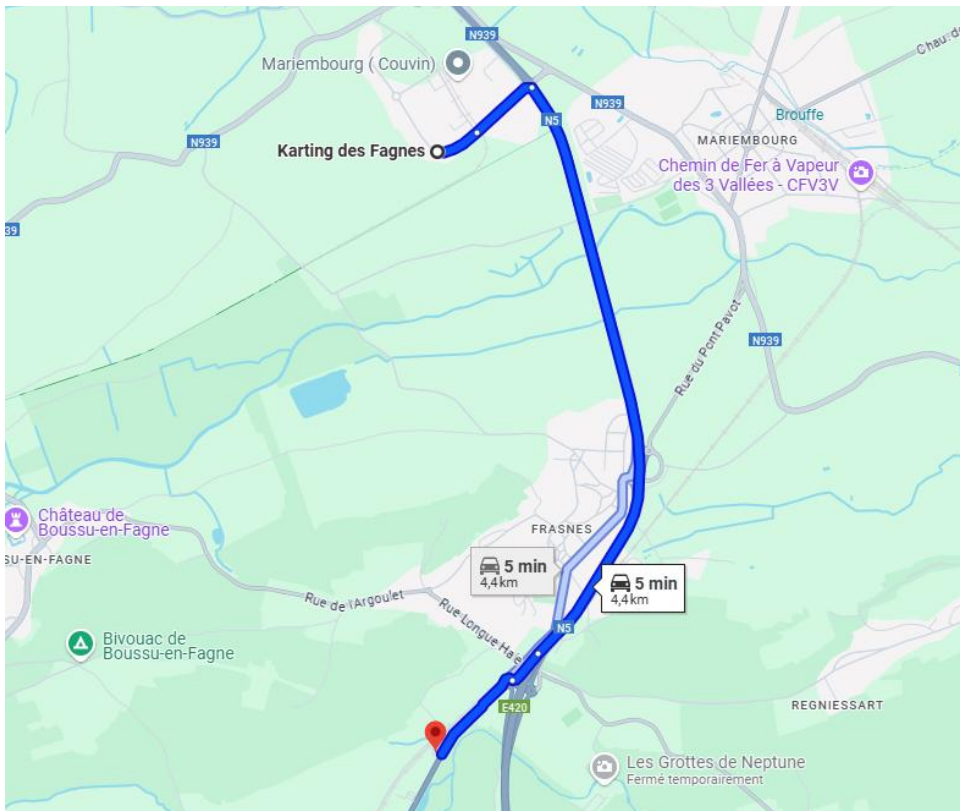 N939
Mariembourg ( Couvin)
N939
N5
Brouffe
Chau. de
MARIEMBOURG
N939
Karting des Fagnes
Chemin de Fer à Vapeur
des 3 Vallées - CFV3V
39
Rue du Pont Pavot
N939
Château de
Boussu-en-Fagne
SU-EN-FAGNE
FRASNES
5 min
4,4 km
5 min
4,4 km
Rue de l'Argoulet
Rue Longue Haie
N5
Bivouac de
Boussu-en-Fagne
E420
REGNIESSART
Les Grottes de Neptune
Fermé temporairement